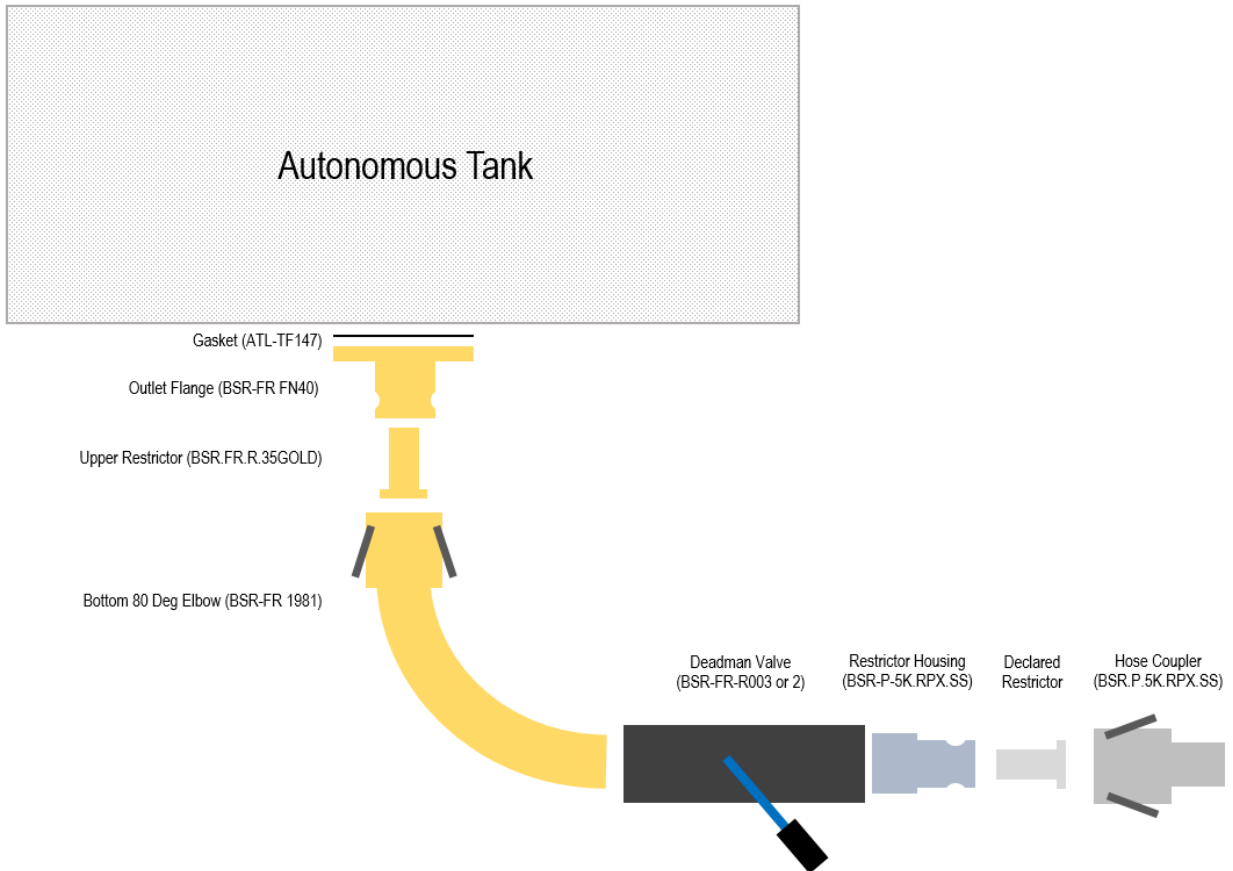 Autonomous Tank
Gasket (ATL-TF147)
Outlet Flange (BSR-FR FN40)
Upper Restrictor (BSR.FR.R.35GOLD)
Bottom 80 Deg Elbow (BSR-FR 1981)
Deadman Valve
(BSR-FR-R003 or 2)
Restrictor Housing
(BSR-P-5K.RPX.SS)
Declared
Restrictor
Hose Coupler
(BSR.P.5K.RPX.SS)